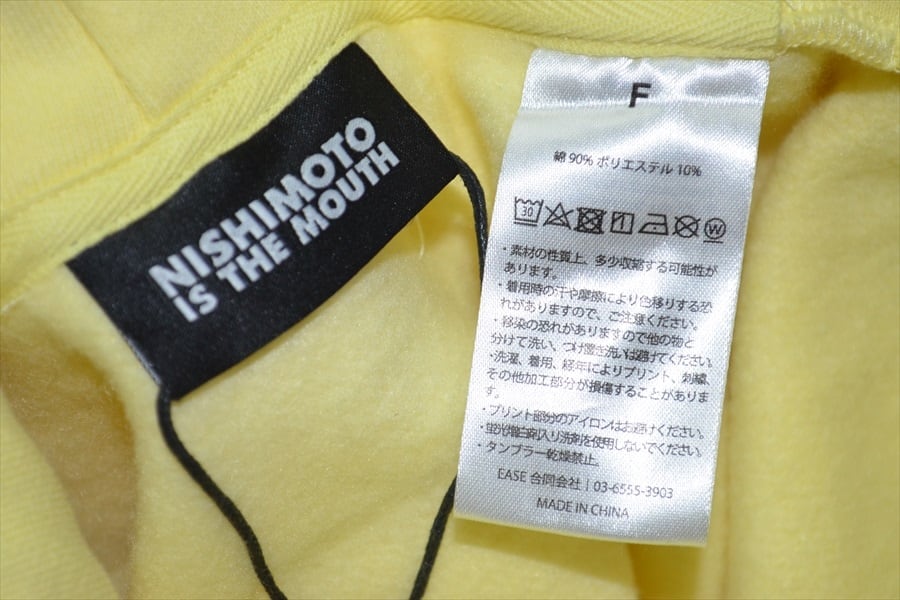 NISHIMOTO
IS THE MOUTH
F
綿 90% ポリエステル 10%
30
W
・素材の性質上、多少収縮する可能性が
あります。
・着用時の汗や摩擦により色移りする恐
れがありますので、ご注意ください。
・移染の恐れがありますので他の物と
分けて洗い、つけ置き洗いは避けてください。
・洗濯、着用、経年によりプリント、刺繍、
その他加工部分が損傷することがありま
す。
・プリント部分のアイロンはお避けください。
・蛍光増白剤入り洗剤を使用しないでください。
・タンブラー乾燥禁止。
EASE 合同会社 | 03-6555-3903
MADE IN CHINA